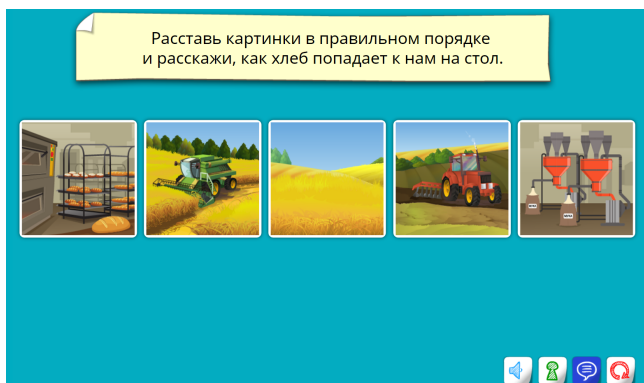 Расставь картинки в правильном порядке
и расскажи, как хлеб попадает к нам на стол.